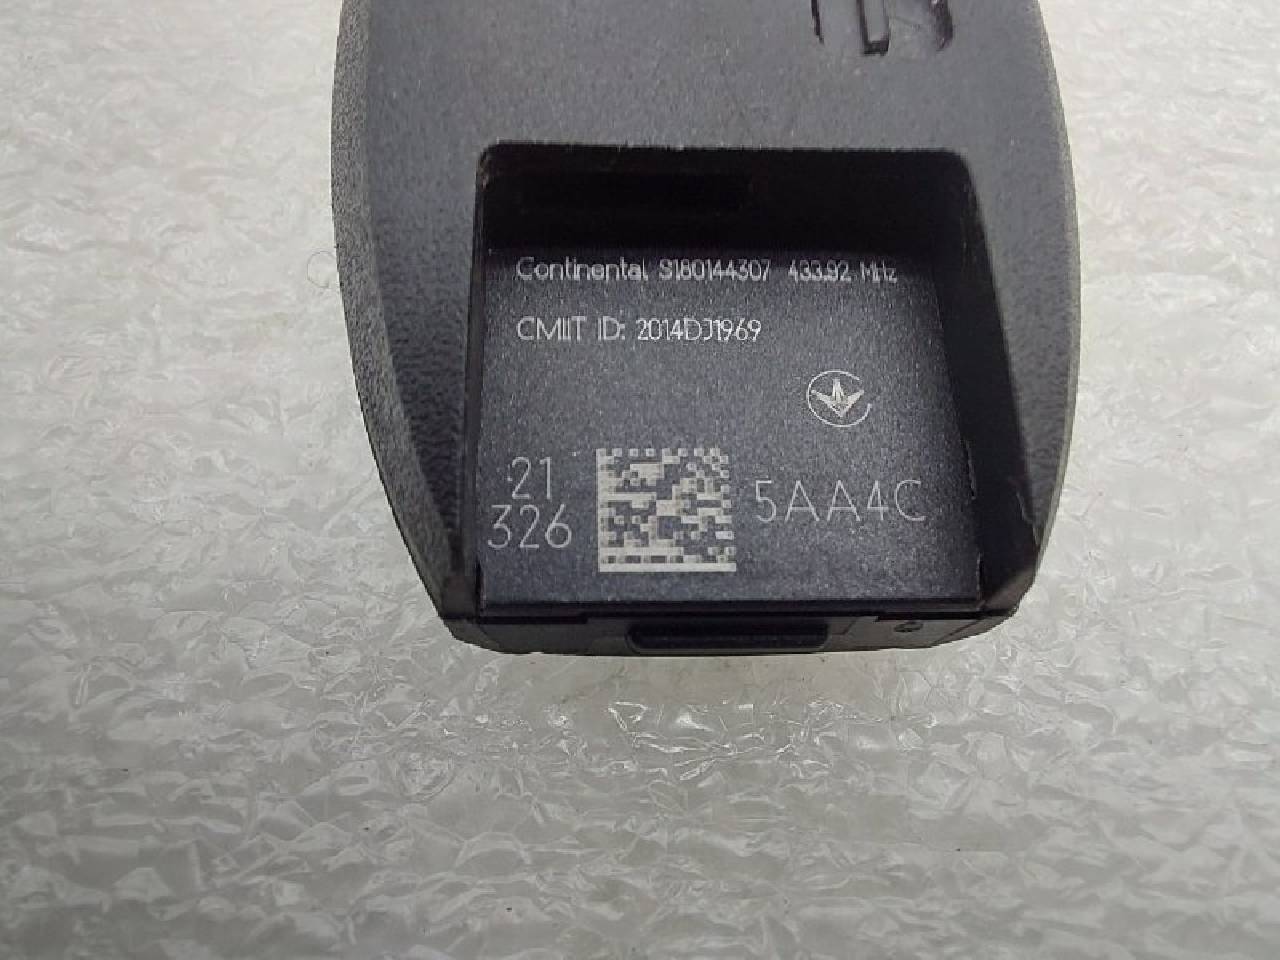 Continental S180144307 433.92 MHz
CMIIT ID: 2014DJ1969
21
326
5AA4C